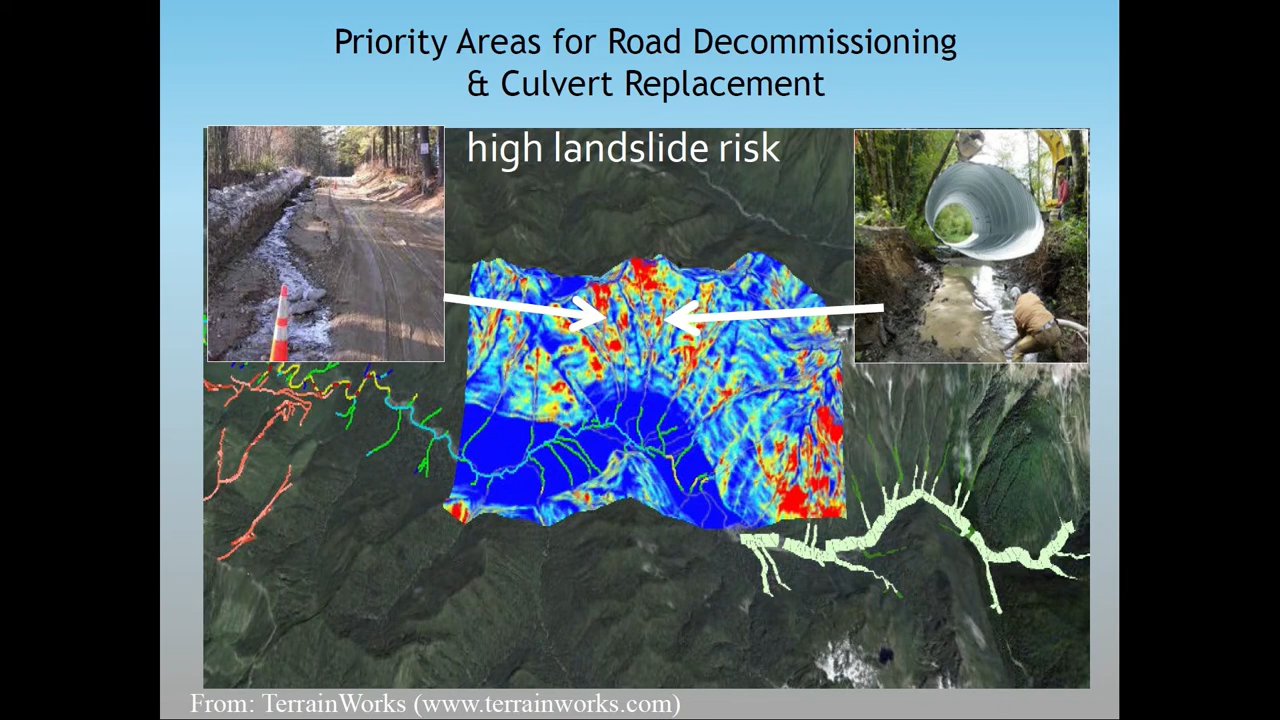 Priority Areas for Road Decommissioning
& Culvert Replacement
high landslide risk
From: TerrainWorks (www.terrainworks.com)